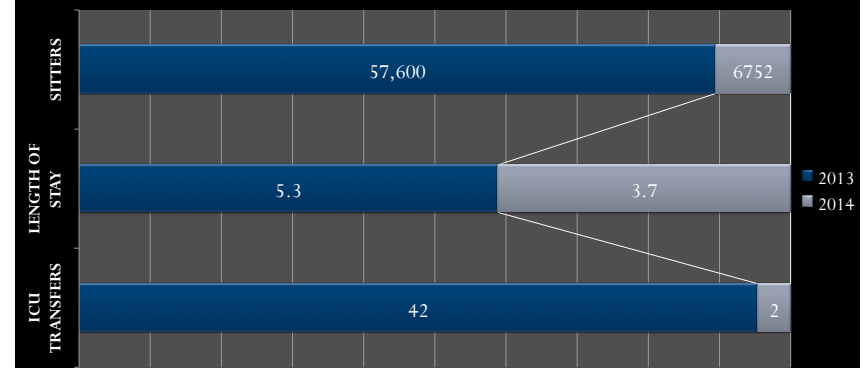 SITTERS
57,600
6752
LENGTH OF
STAY
5.3
3.7
ICU
TRANSFERS
42
2
2013
2014